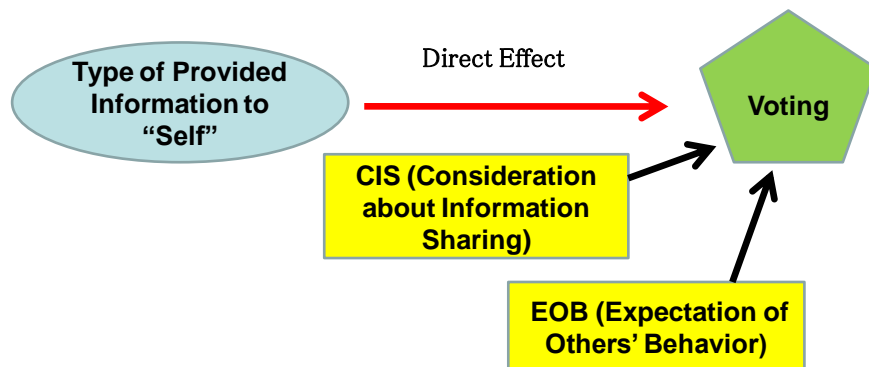 Type of Provided
Information to
“Self”
Direct Effect
Voting
CIS (Consideration
about Information
Sharing)
EOB (Expectation of
Others’ Behavior)